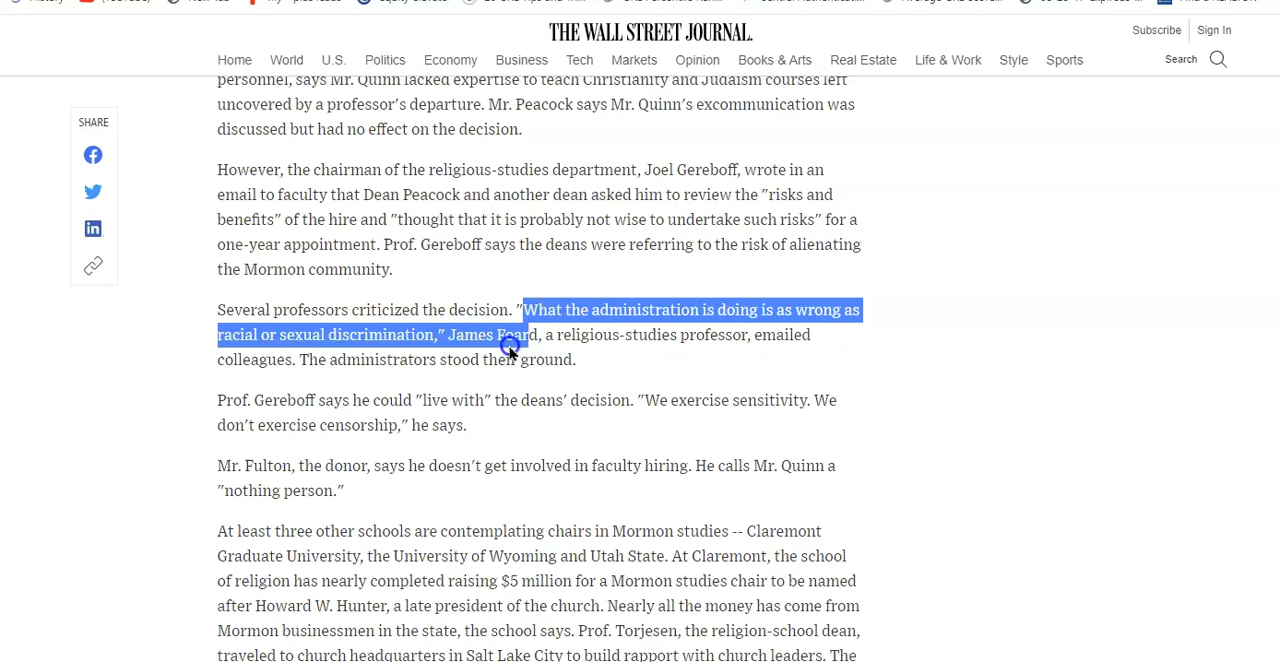 THE WALL STREET JOURNAL.
Subscribe
Sign In
Home World U.S. Politics Economy Business Tech Markets Opinion Books & Arts Real Estate Life & Work Style Sports
Search
SHARE
personnel, says Mr. Quinn lacked expertise to teach Christianity and Judaism courses left
uncovered by a professor's departure. Mr. Peacock says Mr. Quinn's excommunication was
discussed but had no effect on the decision.
However, the chairman of the religious-studies department, Joel Gereboff, wrote in an
email to faculty that Dean Peacock and another dean asked him to review the "risks and
benefits" of the hire and "thought that it is probably not wise to undertake such risks" for a
one-year appointment. Prof. Gereboff says the deans were referring to the risk of alienating
the Mormon community.
Several professors criticized the decision. "What the administration is doing is as wrong as
racial or sexual discrimination," James Foard, a religious-studies professor, emailed
colleagues. The administrators stood their ground.
Prof. Gereboff says he could "live with" the deans' decision. "We exercise sensitivity. We
don't exercise censorship," he says.
Mr. Fulton, the donor, says he doesn't get involved in faculty hiring. He calls Mr. Quinn a
"nothing person."
At least three other schools are contemplating chairs in Mormon studies -- Claremont
Graduate University, the University of Wyoming and Utah State. At Claremont, the school
of religion has nearly completed raising $5 million for a Mormon studies chair to be named
after Howard W. Hunter, a late president of the church. Nearly all the money has come from
Mormon businessmen in the state, the school says. Prof. Torjesen, the religion-school dean,
traveled to church headquarters in Salt Lake City to build rapport with church leaders. The